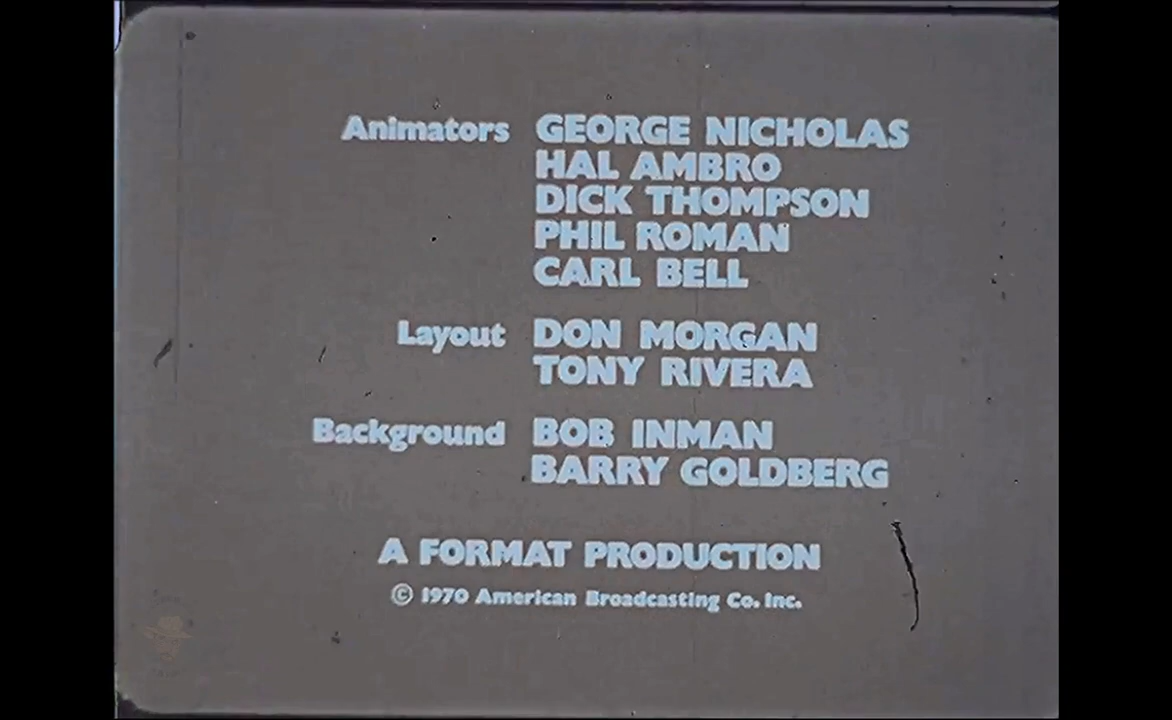 Animators GEORGE NICHOLAS
HAL AMBRO
DICK THOMPSON
PHIL ROMAN
CARL BELL
Layout DON MORGAN
TONY RIVERA
Background BOB INMAN
BARRY GOLDBERG
A FORMAT PRODUCTION
© 1970 American Broadcasting Co. Inc.